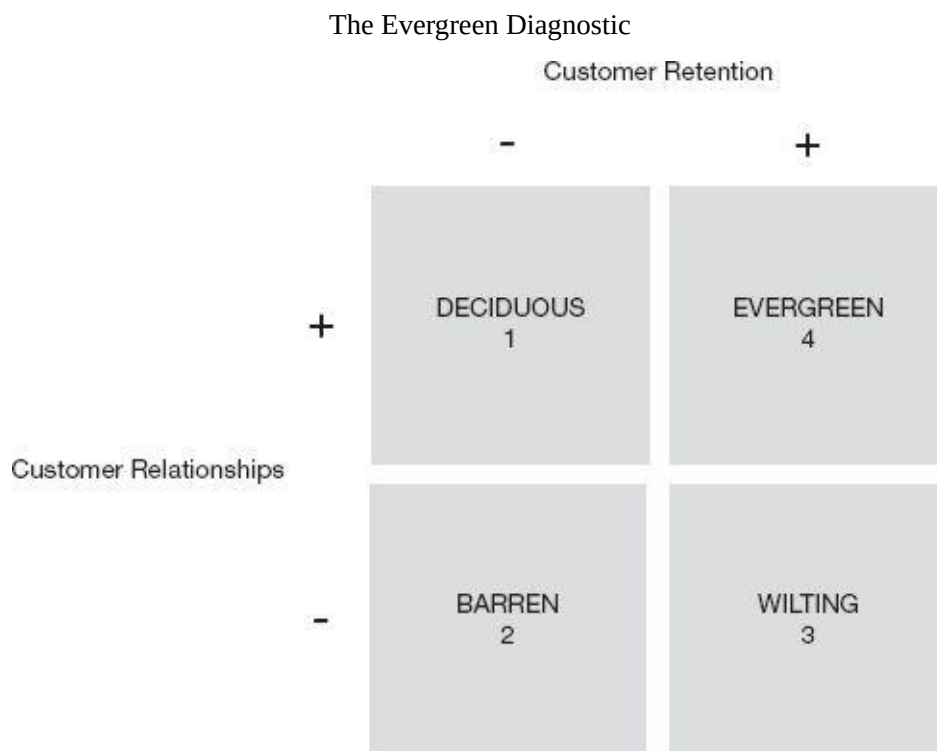 The Evergreen Diagnostic
Customer Retention
- +
+
DECIDUOUS
1
EVERGREEN
4
Customer Relationships
-
BARREN
2
WILTING
3